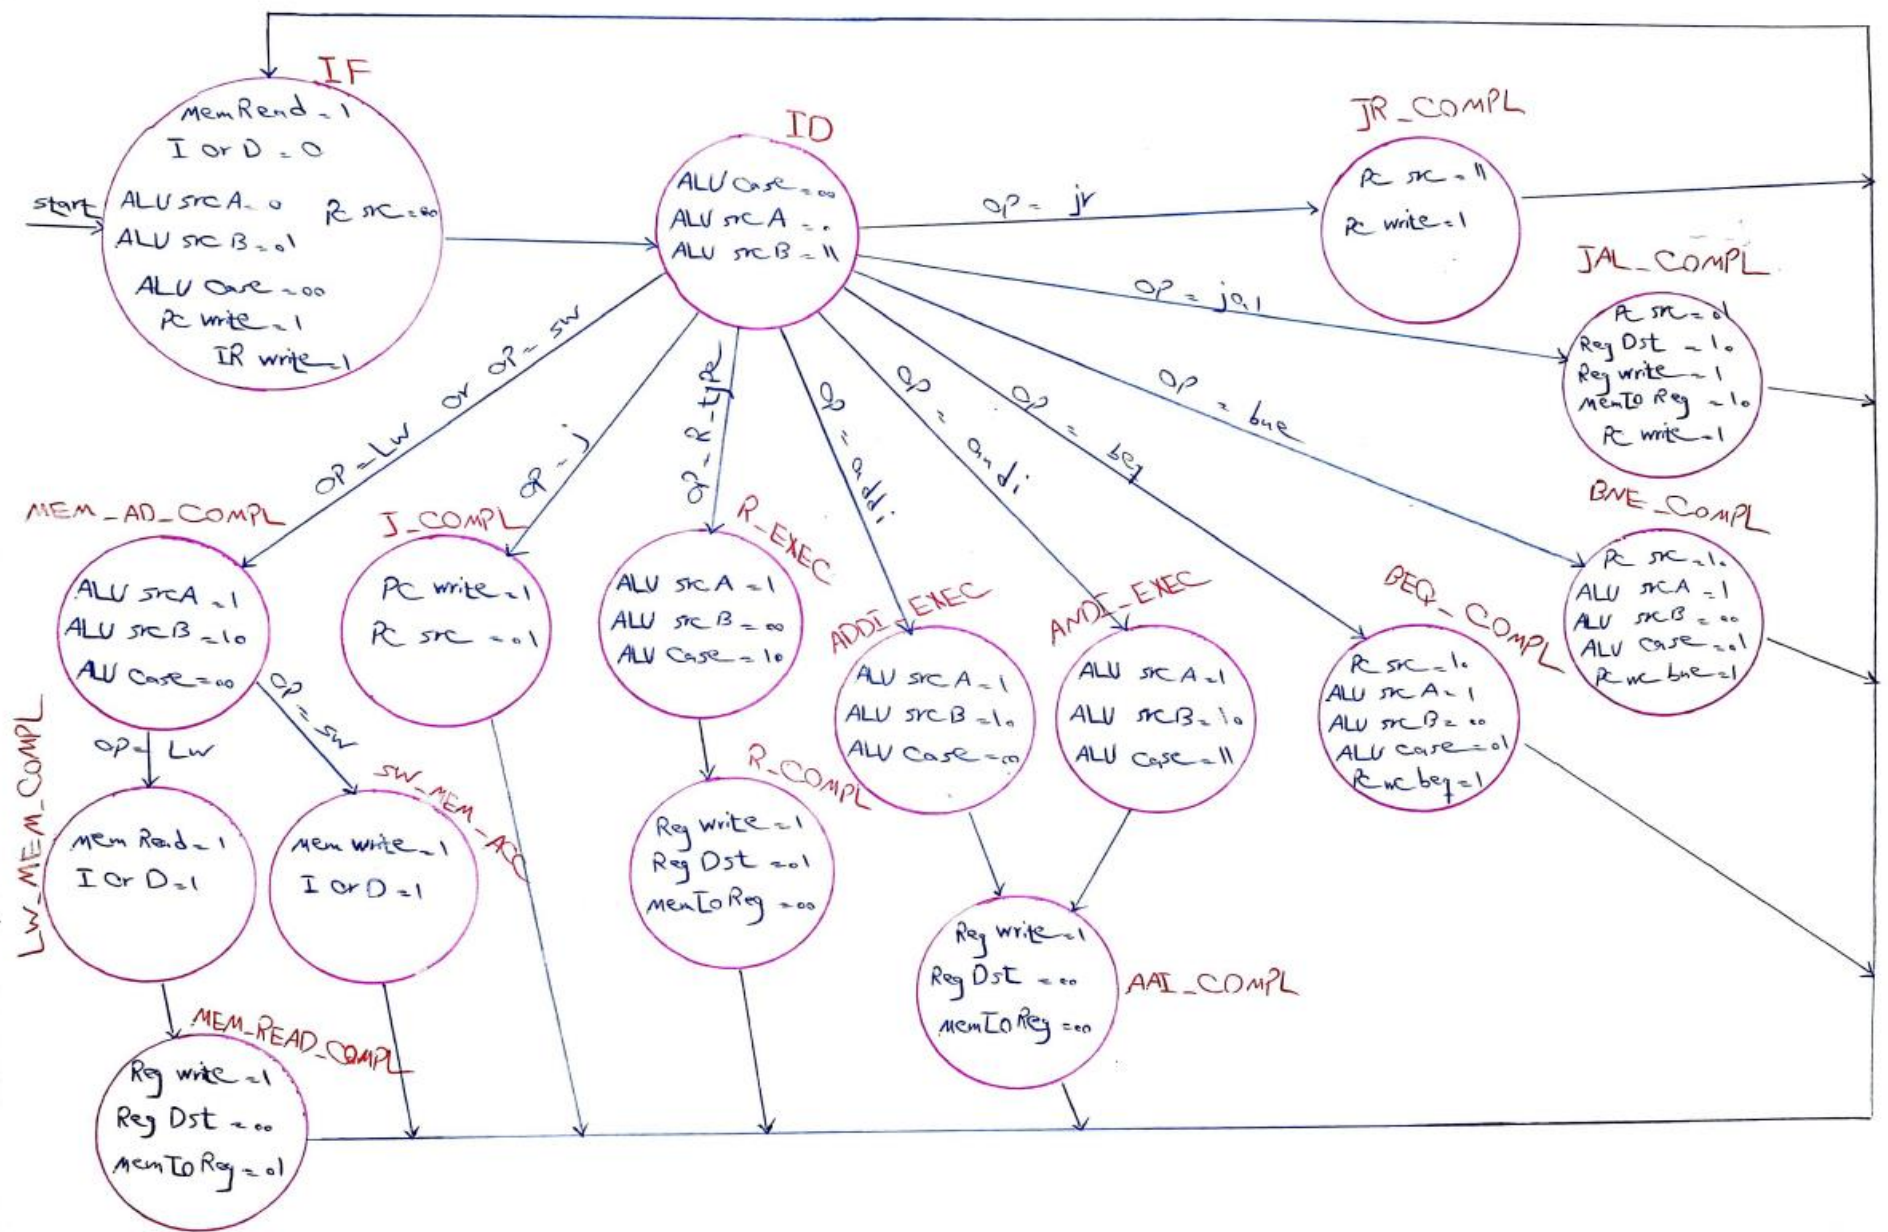 IF
MemRead = 1
I or D = 0
start
ALU srcA = 0
PC src = 00
ALU src B = 01
ALU case = 00
PC write = 1
IR write = 1
ID
ALU case = 00
ALU src A = 0
ALU src B = 11
OP = jr
JR_COMPL
PC src = 11
PC write = 1
OP = jal
JAL_COMPL
PC src = 01
Reg Dst = 10
Reg write = 1
MemTo Reg = 10
PC write = 1
OP = bne
BNE_COMPL
PC src = 10
ALU srcA = 1
ALU srcB = 00
ALU case = 01
PC wc bne = 1
OP = Lw or OP = sw
OP = j
OP = R-type
OP = addi
OP = andi
OP = beq
MEM_AD_COMPL
ALU srcA = 1
ALU srcB = 10
ALU case = 00
J_COMPL
PC write = 1
PC src = 01
R_EXEC
ALU srcA = 1
ALU srcB = 00
ALU case = 10
ADDI_EXEC
ALU srcA = 1
ALU srcB = 10
ALU case = 00
ANDI_EXEC
ALU srcA = 1
ALU srcB = 10
ALU case = 11
BEQ_COMPL
PC src = 10
ALU srcA = 1
ALU srcB = 00
ALU case = 01
PC wc beq = 1
OP = Lw
OP = sw
LW_MEM_COMPL
Mem Read = 1
I or D = 1
SW_MEM_ACC
Mem write = 1
I or D = 1
R_COMPL
Reg write = 1
Reg Dst = 01
MemToReg = 00
AAI_COMPL
Reg write = 1
Reg Dst = 00
MemToReg = 00
MEM_READ_COMPL
Reg write = 1
Reg Dst = 00
MemToReg = 01